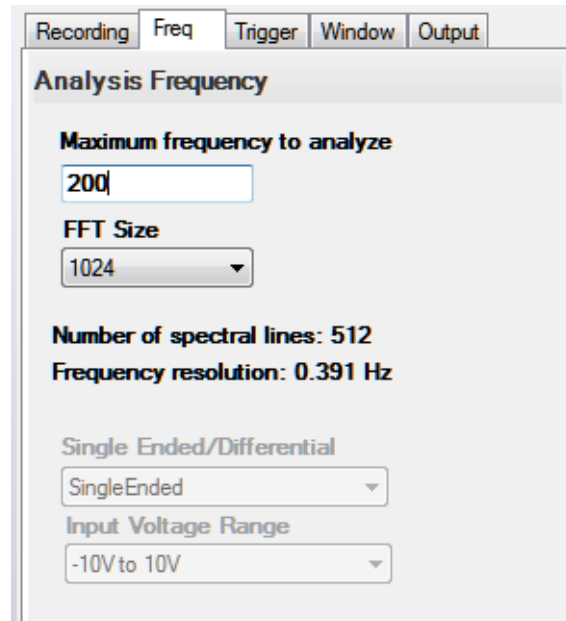 Recording Freq Trigger Window Output
Analysis Frequency
Maximum frequency to analyze
200
FFT Size
1024
Number of spectral lines: 512
Frequency resolution: 0.391 Hz
Single Ended/Differential
SingleEnded
Input Voltage Range
-10V to 10V